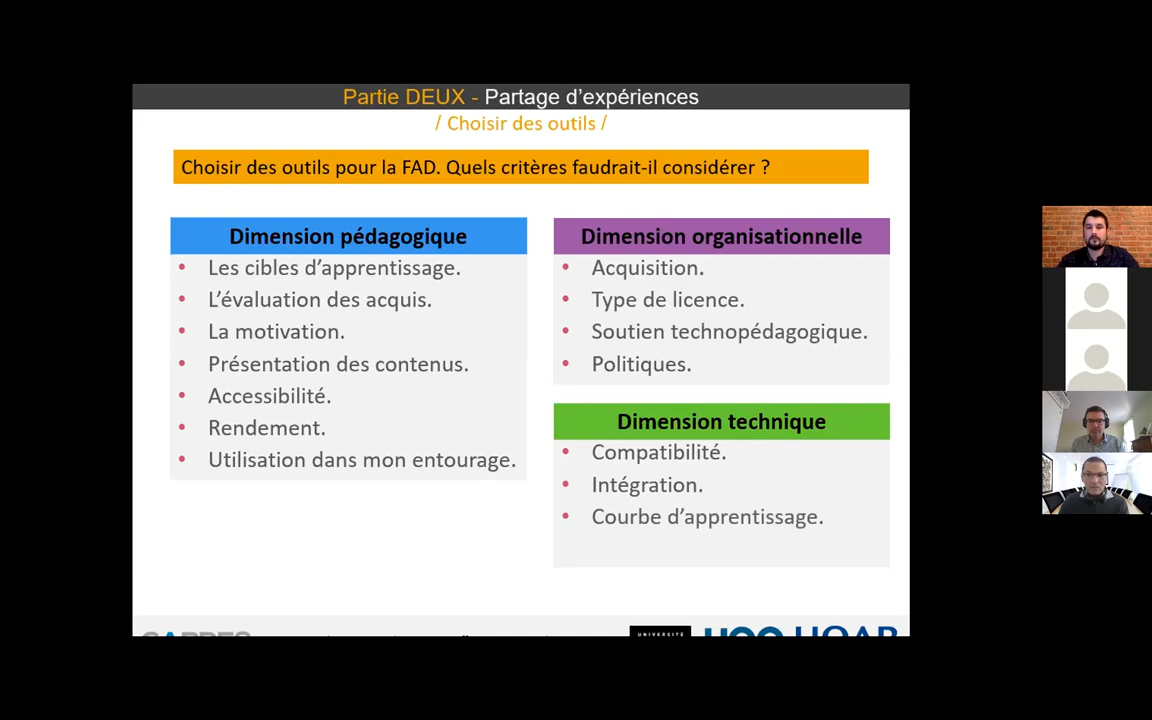 Partie DEUX - Partage d’expériences
/ Choisir des outils /
Choisir des outils pour la FAD. Quels critères faudrait-il considérer ?
Dimension pédagogique
• Les cibles d’apprentissage.
• L’évaluation des acquis.
• La motivation.
• Présentation des contenus.
• Accessibilité.
• Rendement.
• Utilisation dans mon entourage.
Dimension organisationnelle
• Acquisition.
• Type de licence.
• Soutien technopédagogique.
• Politiques.
Dimension technique
• Compatibilité.
• Intégration.
• Courbe d’apprentissage.
UNIVERSITÉ